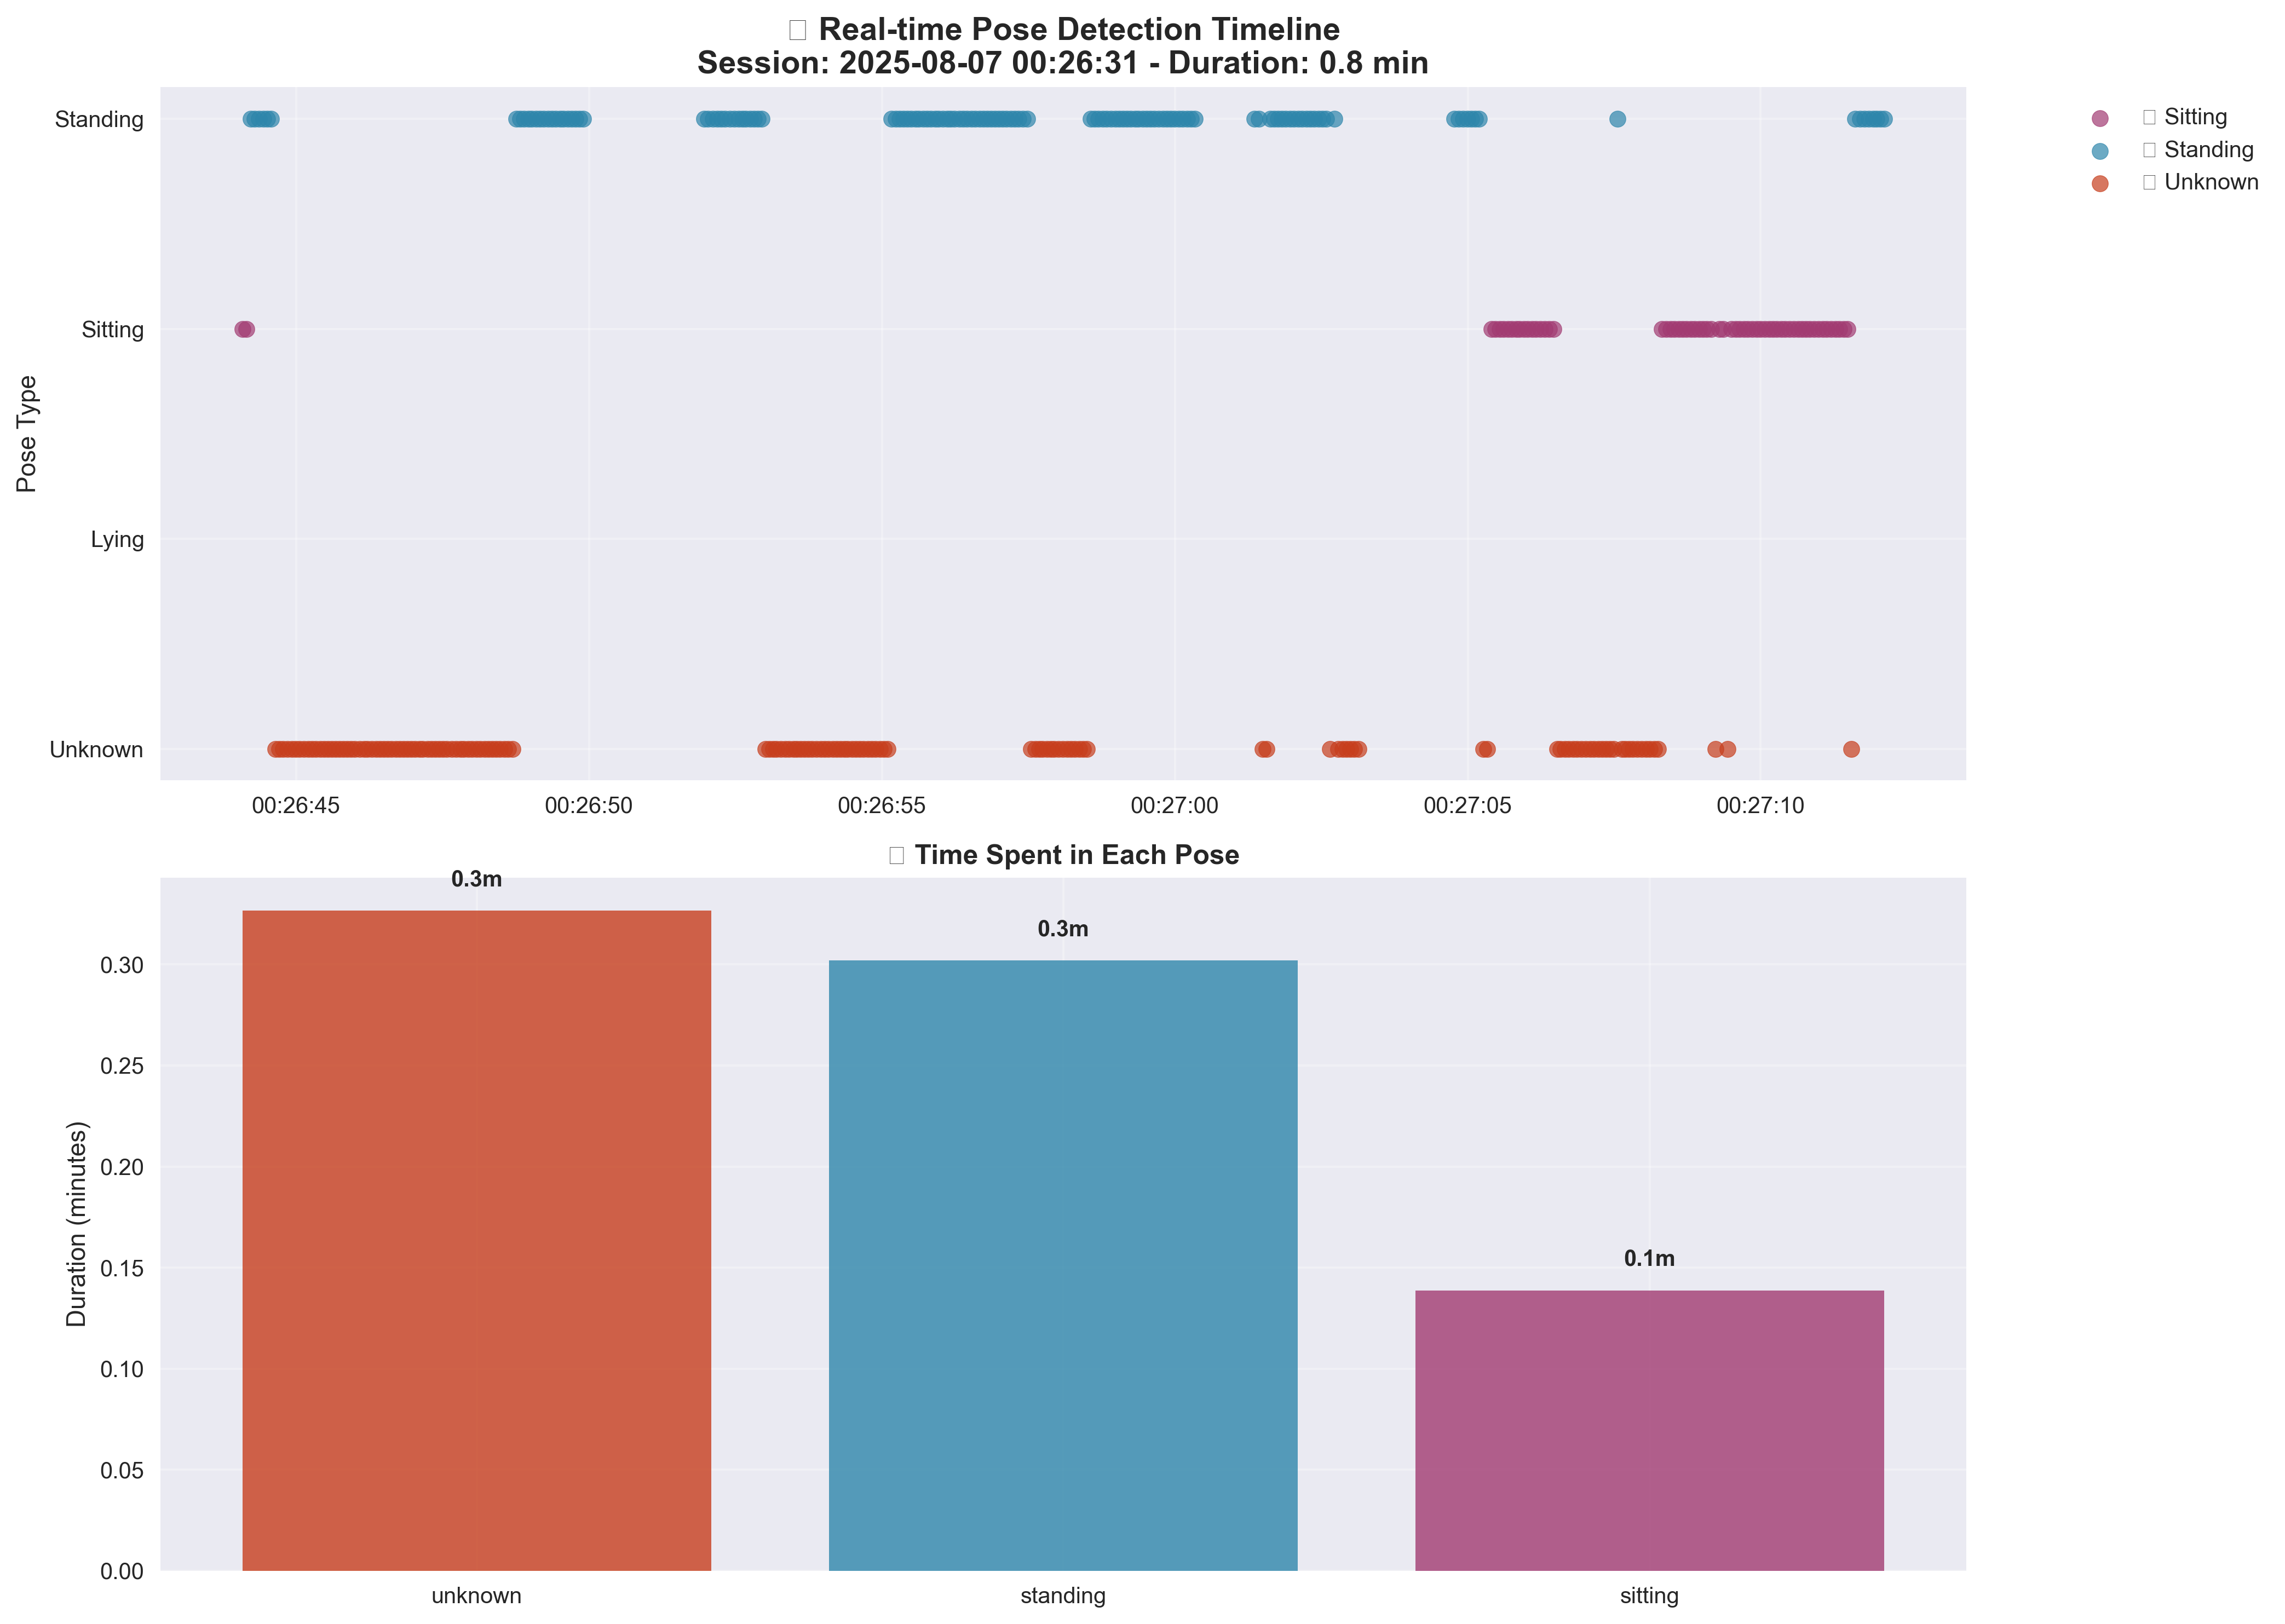 ▯ Real-time Pose Detection Timeline
Session: 2025-08-07 00:26:31 - Duration: 0.8 min
Standing
Sitting
Lying
Unknown
Pose Type
00:26:45 00:26:50 00:26:55 00:27:00 00:27:05 00:27:10
▯ Sitting
▯ Standing
▯ Unknown
▯ Time Spent in Each Pose
0.3m
0.3m
0.1m
0.30
0.25
0.20
0.15
0.10
0.05
0.00
Duration (minutes)
unknown standing sitting